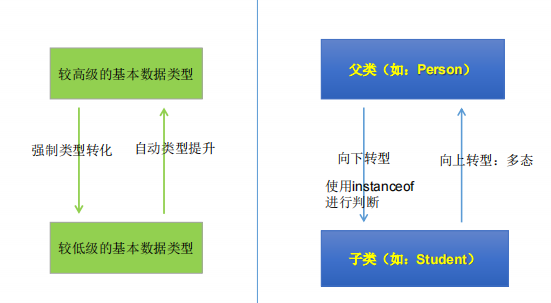 较高级的基本数据类型
强制类型转化
自动类型提升
较低级的基本数据类型
父类（如：Person）
向下转型
使用instanceof
进行判断
向上转型：多态
子类（如：Student）